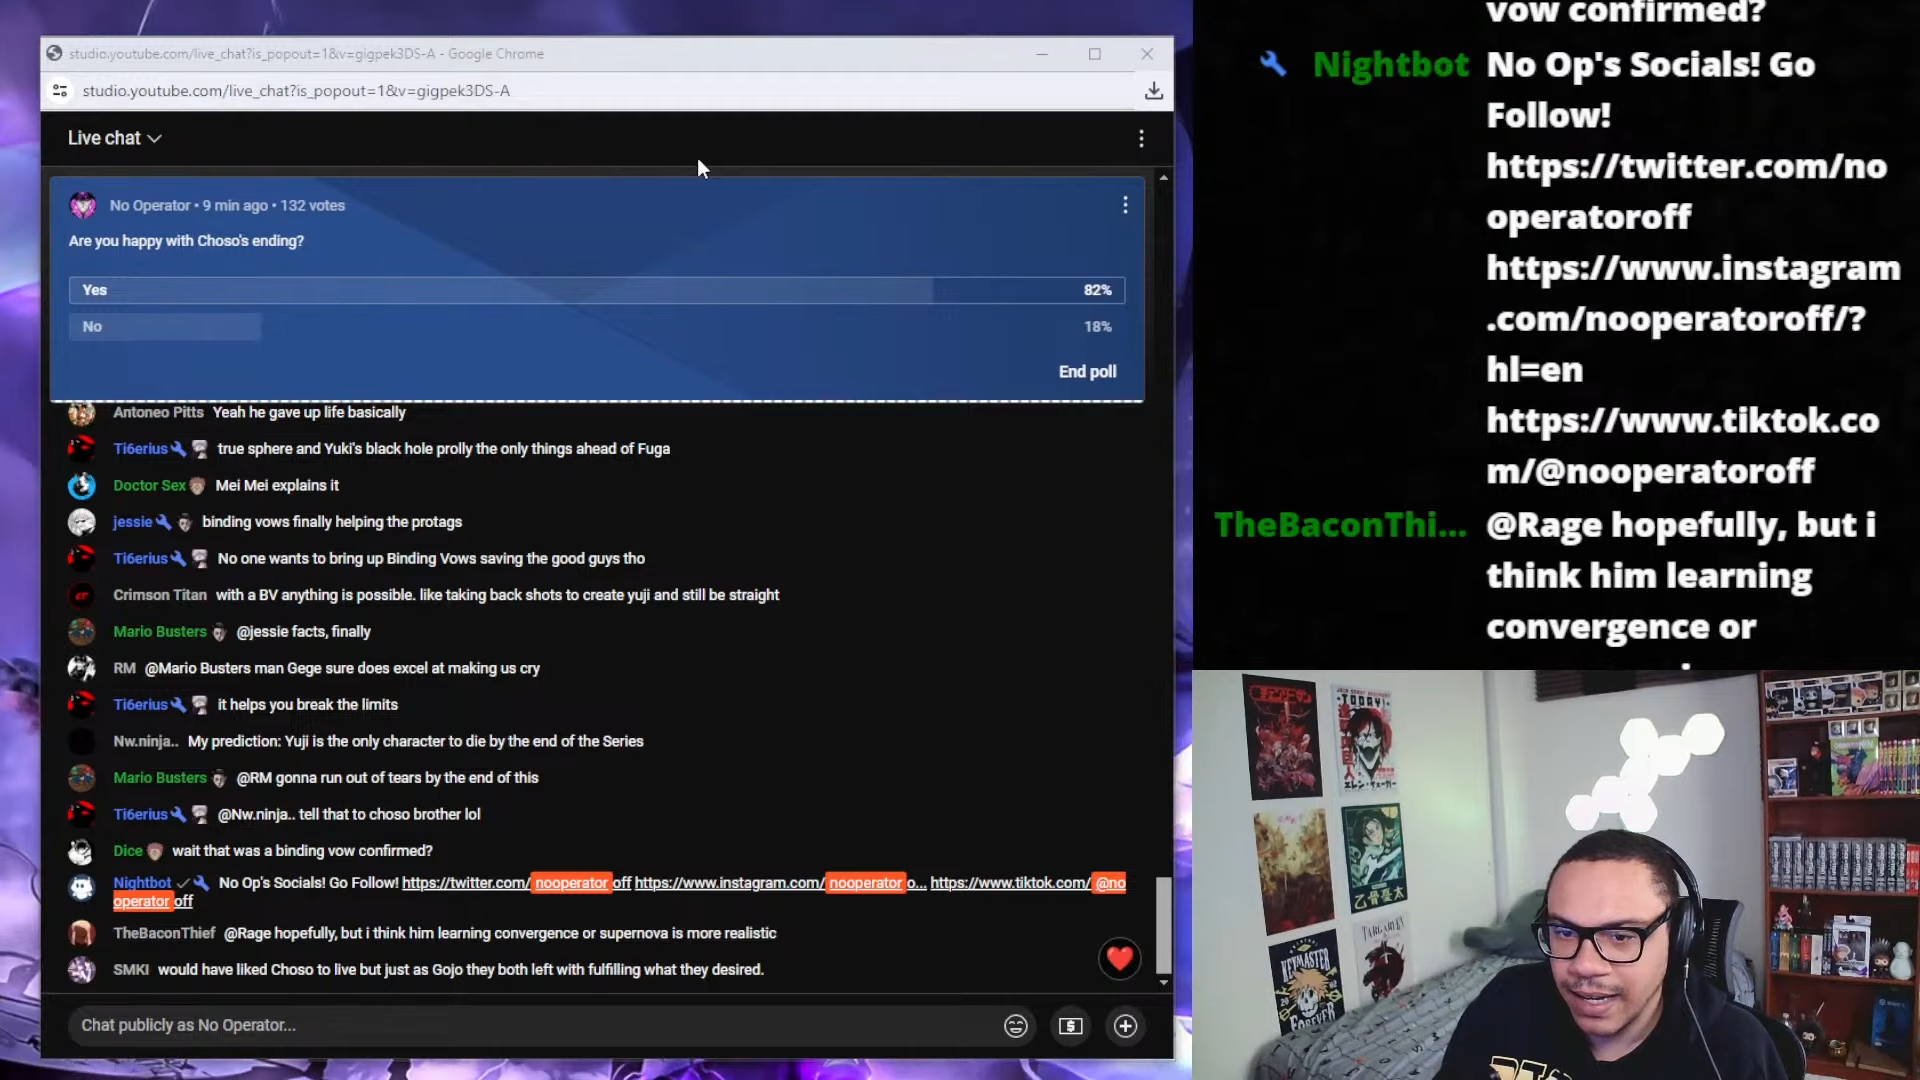 studio.youtube.com/live_chat?is_popout=1&v=gigpek3DS-A - Google Chrome
studio.youtube.com/live_chat?is_popout=1&v=gigpek3DS-A
Live chat
No Operator • 9 min ago • 132 votes
Are you happy with Choso's ending?
Yes 82%
No 18%
End poll
Antoneo Pitts Yeah he gave up life basically
Ti6erius true sphere and Yuki's black hole prolly the only things ahead of Fuga
Doctor Sex Mei Mei explains it
jessie binding vows finally helping the protags
Ti6erius No one wants to bring up Binding Vows saving the good guys tho
Crimson Titan with a BV anything is possible. like taking back shots to create yuji and still be straight
Mario Busters @jessie facts, finally
RM @Mario Busters man Gege sure does excel at making us cry
Ti6erius it helps you break the limits
Nw.ninja.. My prediction: Yuji is the only character to die by the end of the Series
Mario Busters @RM gonna run out of tears by the end of this
Ti6erius @Nw.ninja.. tell that to choso brother lol
Dice wait that was a binding vow confirmed?
Nightbot No Op's Socials! Go Follow! https://twitter.com/nooperatoroff https://www.instagram.com/nooperatoro... https://www.tiktok.com/@no
operatoroff
TheBaconThief @Rage hopefully, but i think him learning convergence or supernova is more realistic
SMKI would have liked Choso to live but just as Gojo they both left with fulfilling what they desired.
Chat publicly as No Operator...
vow confirmed?
Nightbot No Op's Socials! Go
Follow!
https://twitter.com/no
operatoroff
https://www.instagram
.com/nooperatoroff/?
hl=en
https://www.tiktok.co
m/@nooperatoroff
TheBaconThi... @Rage hopefully, but i
think him learning
convergence or
TODAY!
乙骨憂太
TARGARYEN
KEYMASTER
FOREVER